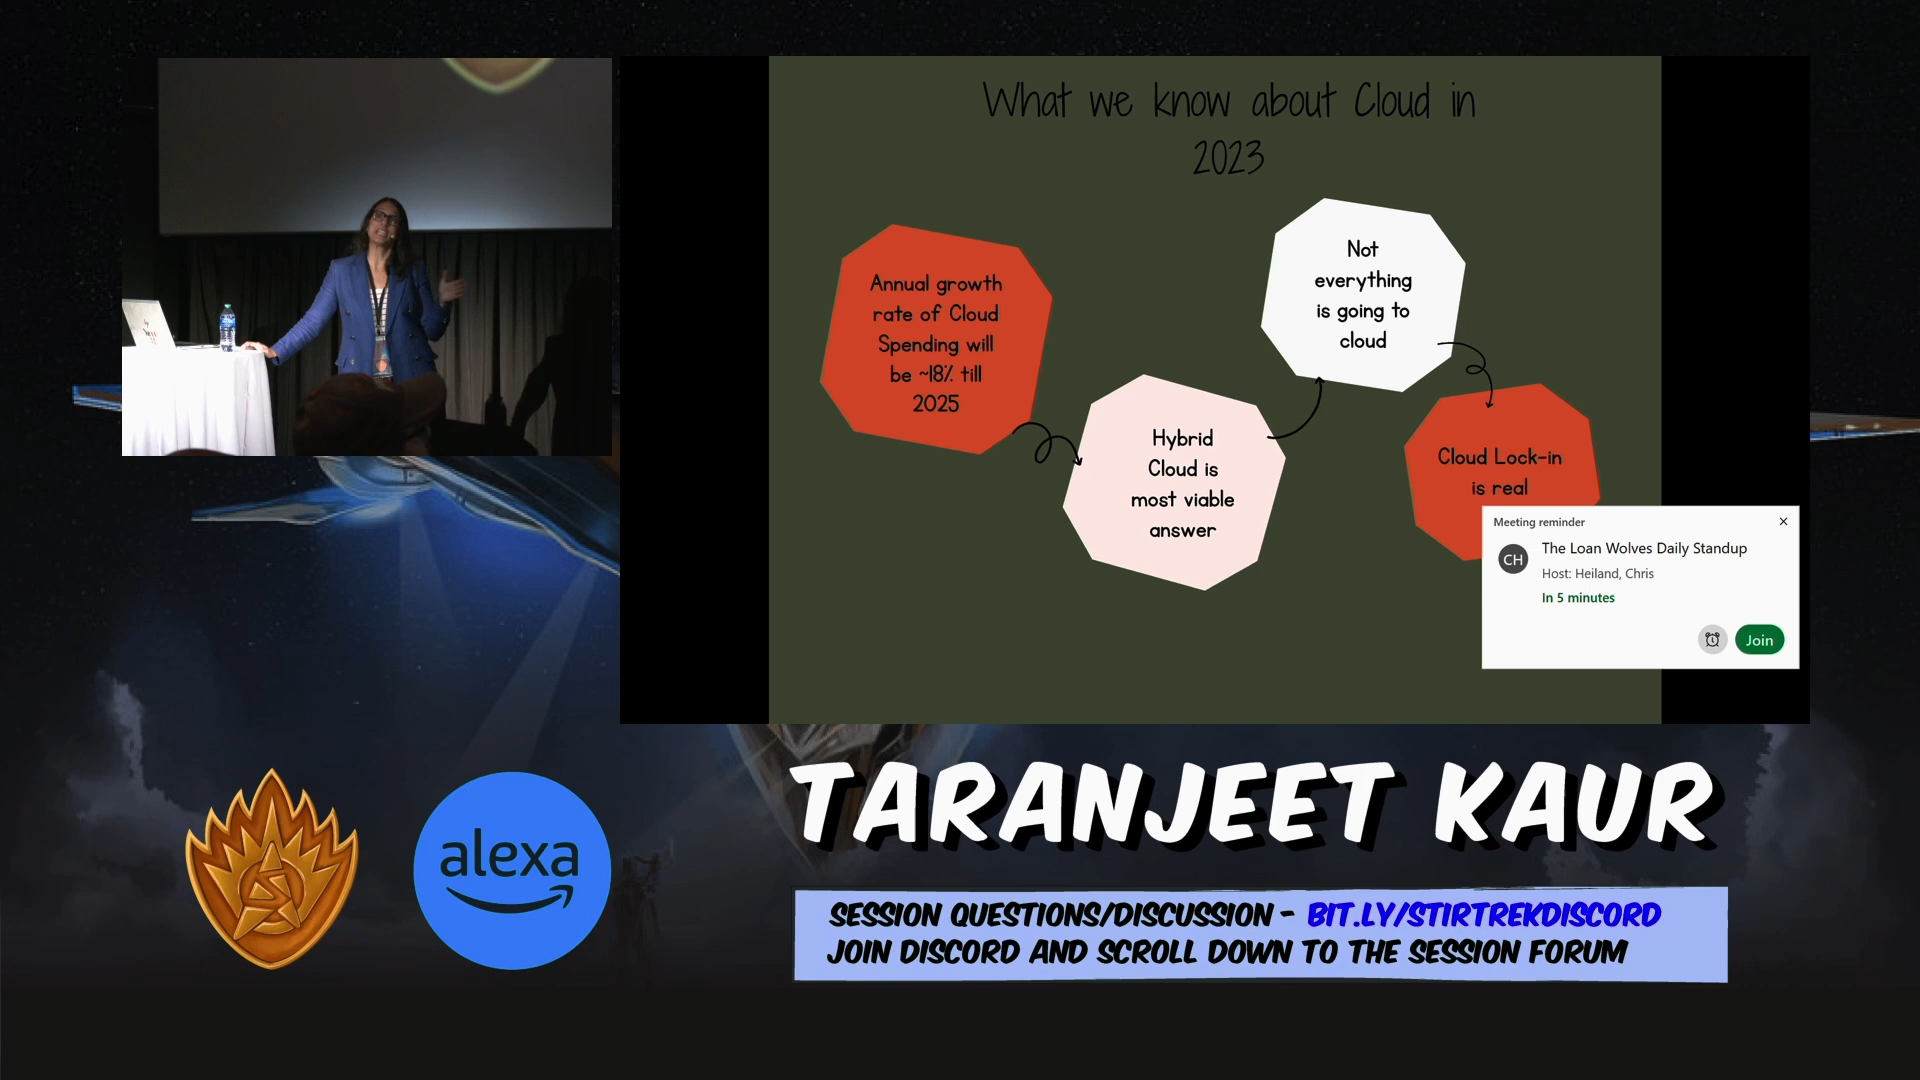 What we know about Cloud in
2023
Annual growth
rate of Cloud
Spending will
be ~18% till
2025
Hybrid
Cloud is
most viable
answer
Not
everything
is going to
cloud
Cloud Lock-in
is real
Meeting reminder
CH
The Loan Wolves Daily Standup
Host: Heiland, Chris
In 5 minutes
Join
alexa
TARANJEET KAUR
SESSION QUESTIONS/DISCUSSION - BIT.LY/STIRTREKDISCORD
JOIN DISCORD AND SCROLL DOWN TO THE SESSION FORUM